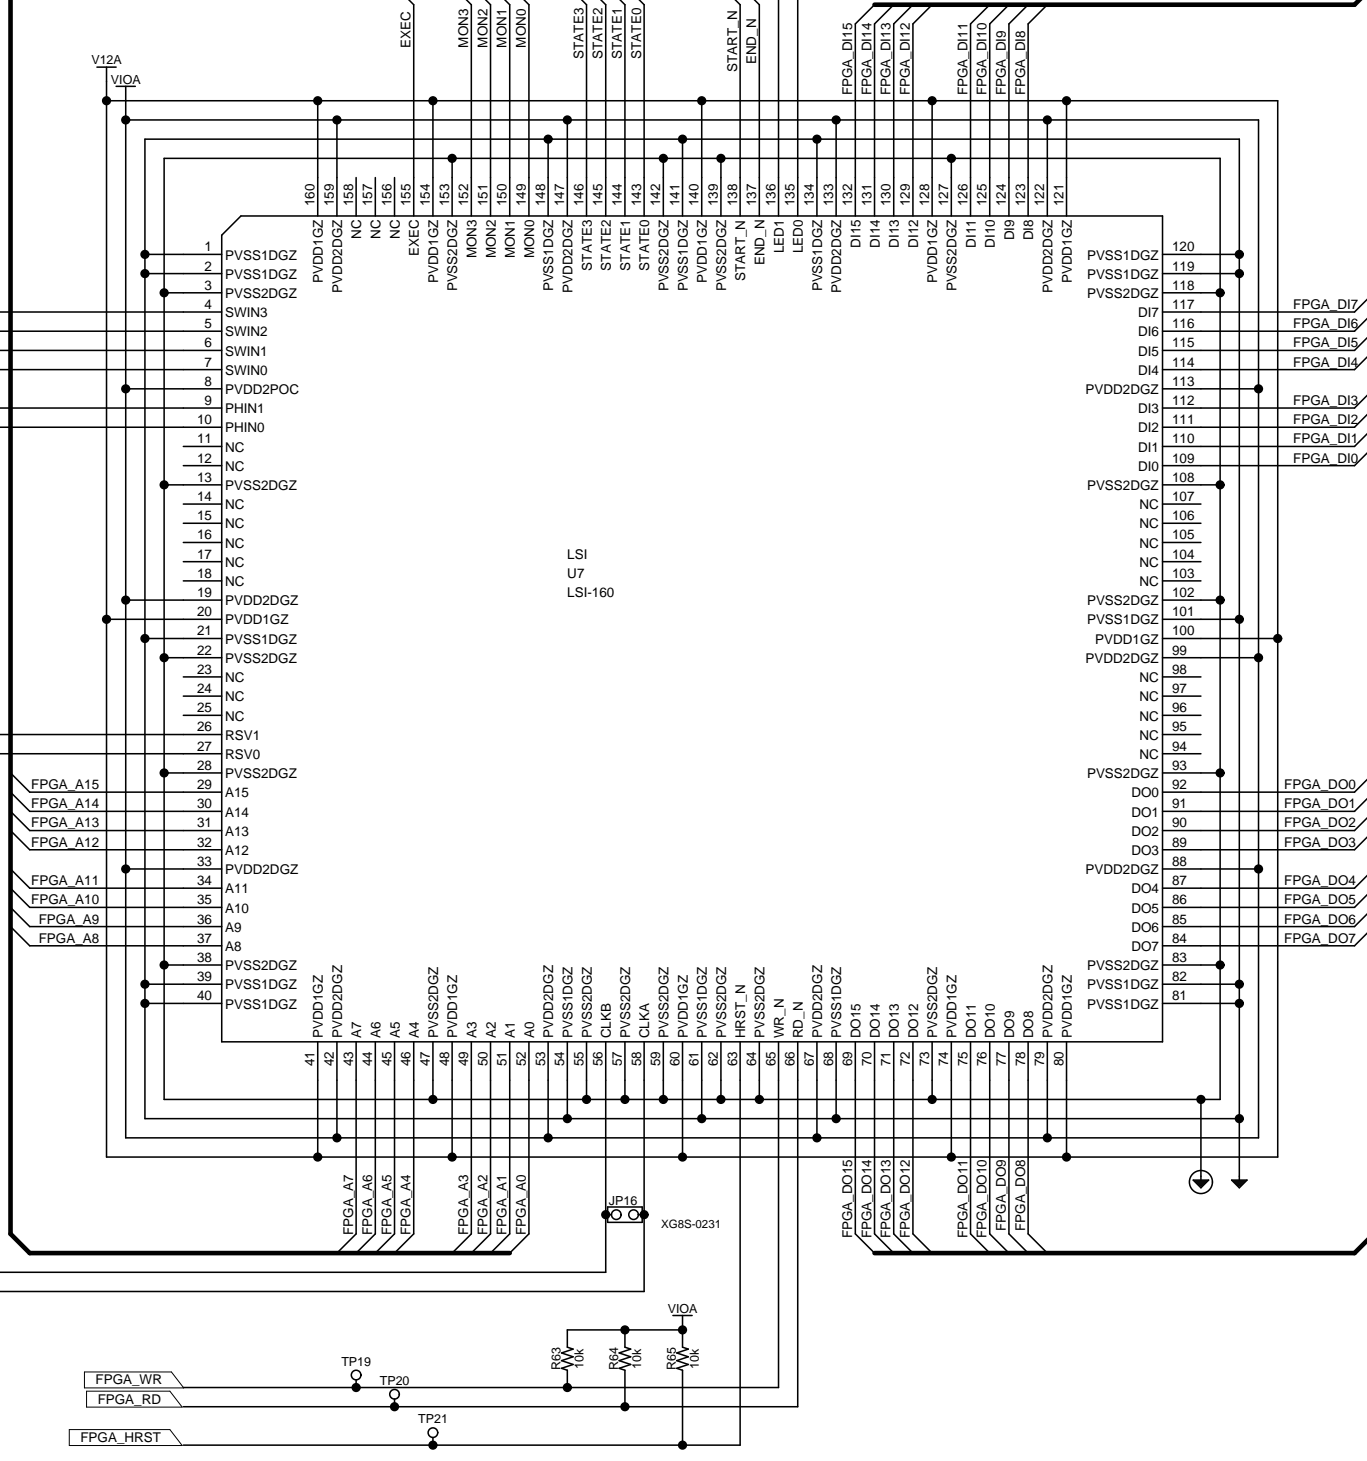 EXEC
MON3
MON2
MON1
MON0
STATE3
STATE2
STATE1
STATE0
START_N
END_N
FPGA_DI15
FPGA_DI14
FPGA_DI13
FPGA_DI12
FPGA_DI11
FPGA_DI10
FPGA_DI9
FPGA_DI8
V12A
VIOA
160 PVDD1GZ
159 PVDD2DGZ
158 NC
157 NC
156 NC
155 EXEC
154 PVDD1GZ
153 PVSS2DGZ
152 MON3
151 MON2
150 MON1
149 MON0
148 PVSS1DGZ
147 PVDD2DGZ
146 STATE3
145 STATE2
144 STATE1
143 STATE0
142 PVSS2DGZ
141 PVSS1DGZ
140 PVDD1GZ
139 PVSS2DGZ
138 START_N
137 END_N
136 LED1
135 LED0
134 PVSS1DGZ
133 PVDD2DGZ
132 DI15
131 DI14
130 DI13
129 DI12
128 PVDD1GZ
127 PVSS2DGZ
126 DI11
125 DI10
124 DI9
123 DI8
122 PVDD2DGZ
121 PVDD1GZ
1 PVSS1DGZ
2 PVSS1DGZ
3 PVSS2DGZ
4 SWIN3
5 SWIN2
6 SWIN1
7 SWIN0
8 PVDD2POC
9 PHIN1
10 PHIN0
11 NC
12 NC
13 PVSS2DGZ
14 NC
15 NC
16 NC
17 NC
18 NC
19 PVDD2DGZ
20 PVDD1GZ
21 PVSS1DGZ
22 PVSS2DGZ
23 NC
24 NC
25 NC
26 RSV1
27 RSV0
28 PVSS2DGZ
FPGA_A15 29 A15
FPGA_A14 30 A14
FPGA_A13 31 A13
FPGA_A12 32 A12
33 PVDD2DGZ
FPGA_A11 34 A11
FPGA_A10 35 A10
FPGA_A9 36 A9
FPGA_A8 37 A8
38 PVSS2DGZ
39 PVSS1DGZ
40 PVSS1DGZ
LSI
U7
LSI-160
PVSS1DGZ 120
PVSS1DGZ 119
PVSS2DGZ 118
DI7 117 FPGA_DI7
DI6 116 FPGA_DI6
DI5 115 FPGA_DI5
DI4 114 FPGA_DI4
PVDD2DGZ 113
DI3 112 FPGA_DI3
DI2 111 FPGA_DI2
DI1 110 FPGA_DI1
DI0 109 FPGA_DI0
PVSS2DGZ 108
NC 107
NC 106
NC 105
NC 104
NC 103
PVSS2DGZ 102
PVSS1DGZ 101
PVDD1GZ 100
PVDD2DGZ 99
NC 98
NC 97
NC 96
NC 95
NC 94
PVSS2DGZ 93
DO0 92 FPGA_DO0
DO1 91 FPGA_DO1
DO2 90 FPGA_DO2
DO3 89 FPGA_DO3
PVDD2DGZ 88
DO4 87 FPGA_DO4
DO5 86 FPGA_DO5
DO6 85 FPGA_DO6
DO7 84 FPGA_DO7
PVSS2DGZ 83
PVSS1DGZ 82
PVSS1DGZ 81
41 PVDD1GZ
42 PVDD2DGZ
43 A7
44 A6
45 A5
46 A4
47 PVSS2DGZ
48 PVDD1GZ
49 A3
50 A2
51 A1
52 A0
53 PVDD2DGZ
54 PVSS1DGZ
55 PVSS2DGZ
56 CLKB
57 PVSS2DGZ
58 CLKA
59 PVSS2DGZ
60 PVDD1GZ
61 PVSS1DGZ
62 PVSS2DGZ
63 HRST_N
64 PVSS2DGZ
65 WR_N
66 RD_N
67 PVDD2DGZ
68 PVSS1DGZ
69 DO15
70 DO14
71 DO13
72 DO12
73 PVSS2DGZ
74 PVDD1GZ
75 DO11
76 DO10
77 DO9
78 DO8
79 PVDD2DGZ
80 PVDD1GZ
FPGA_A7
FPGA_A6
FPGA_A5
FPGA_A4
FPGA_A3
FPGA_A2
FPGA_A1
FPGA_A0
JP16
XG8S-0231
FPGA_DO15
FPGA_DO14
FPGA_DO13
FPGA_DO12
FPGA_DO11
FPGA_DO10
FPGA_DO9
FPGA_DO8
VIOA
R63
10k
R64
10k
R65
10k
TP19
FPGA_WR
TP20
FPGA_RD
TP21
FPGA_HRST